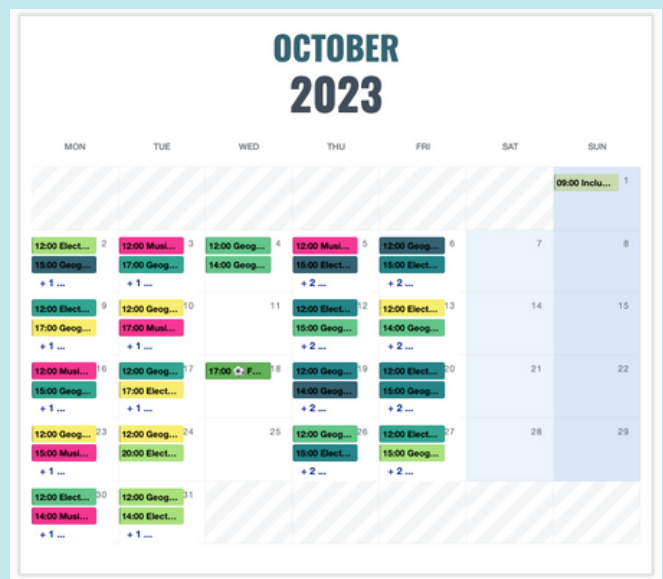 OCTOBER
2023
MON TUE WED THU FRI SAT SUN
09:00 Inclu... 1
2 3 4 5 6 7 8
12:00 Elect... 12:00 Musi... 12:00 Geog... 12:00 Musi... 12:00 Geog...
15:00 Geog... 17:00 Geog... 14:00 Geog... 15:00 Elect... 15:00 Elect...
+ 1 ... + 1 ... + 2 ... + 2 ...
9 10 11 12 13 14 15
12:00 Elect... 12:00 Geog... 12:00 Elect... 12:00 Elect...
17:00 Geog... 17:00 Musi... 15:00 Geog... 14:00 Geog...
+ 1 ... + 1 ... + 2 ... + 2 ...
16 17 18 19 20 21 22
12:00 Musi... 12:00 Geog... 17:00 ⚽ F... 12:00 Geog... 12:00 Elect...
15:00 Geog... 17:00 Elect... 14:00 Geog... 15:00 Geog...
+ 1 ... + 1 ... + 2 ... + 2 ...
23 24 25 26 27 28 29
12:00 Geog... 12:00 Geog... 12:00 Geog... 12:00 Elect...
15:00 Musi... 20:00 Elect... 15:00 Elect... 15:00 Geog...
+ 1 ... + 2 ... + 2 ...
30 31
12:00 Elect... 12:00 Geog...
14:00 Musi... 14:00 Elect...
+ 1 ... + 1 ...